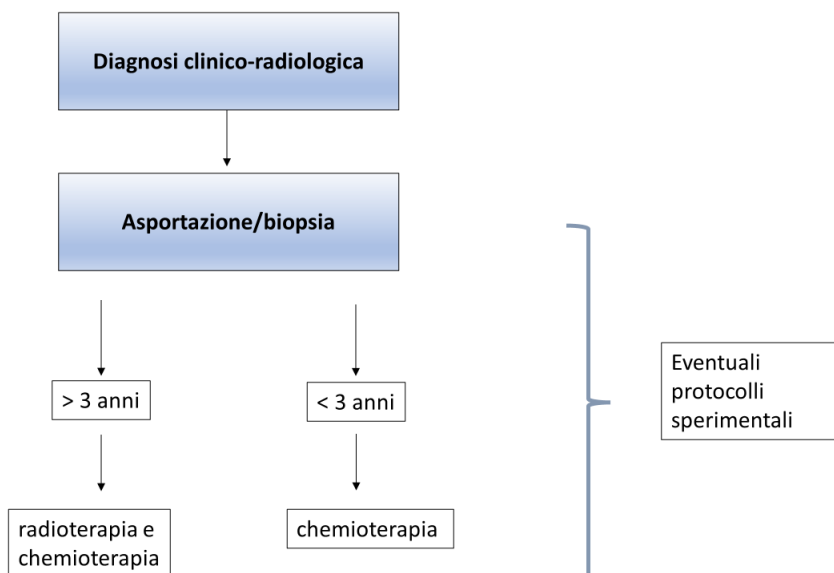 Diagnosi clinico-radiologica
Asportazione/biopsia
> 3 anni
< 3 anni
radioterapia e
chemioterapia
chemioterapia
Eventuali
protocolli
sperimentali